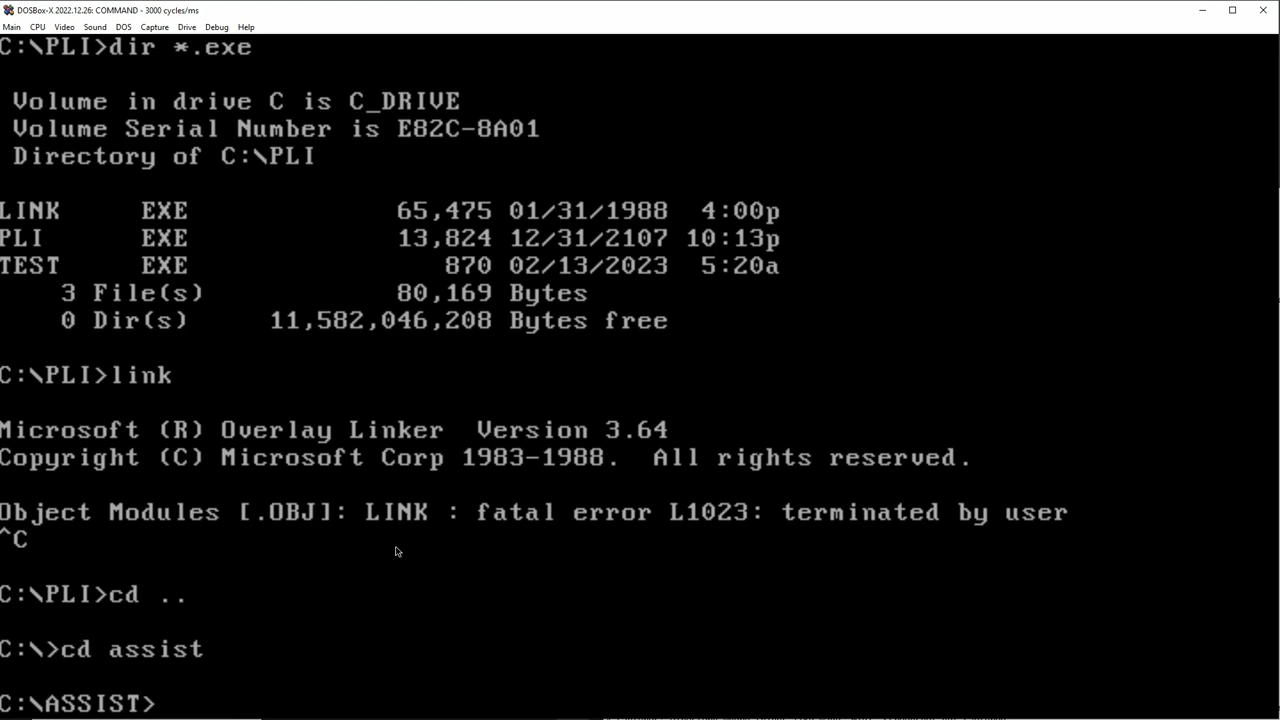 DOSBox-X 2022.12.26: COMMAND - 3000 cycles/ms
Main CPU Video Sound DOS Capture Drive Debug Help
C:\PLI>dir *.exe
Volume in drive C is C_DRIVE
Volume Serial Number is E82C-8A01
Directory of C:\PLI
LINK EXE 65,475 01/31/1988 4:00p
PLI EXE 13,824 12/31/2107 10:13p
TEST EXE 870 02/13/2023 5:20a
3 File(s) 80,169 Bytes
0 Dir(s) 11,582,046,208 Bytes free
C:\PLI>link
Microsoft (R) Overlay Linker Version 3.64
Copyright (C) Microsoft Corp 1983-1988. All rights reserved.
Object Modules [.OBJ]: LINK : fatal error L1023: terminated by user
^C
C:\PLI>cd ..
C:\>cd assist
C:\ASSIST>